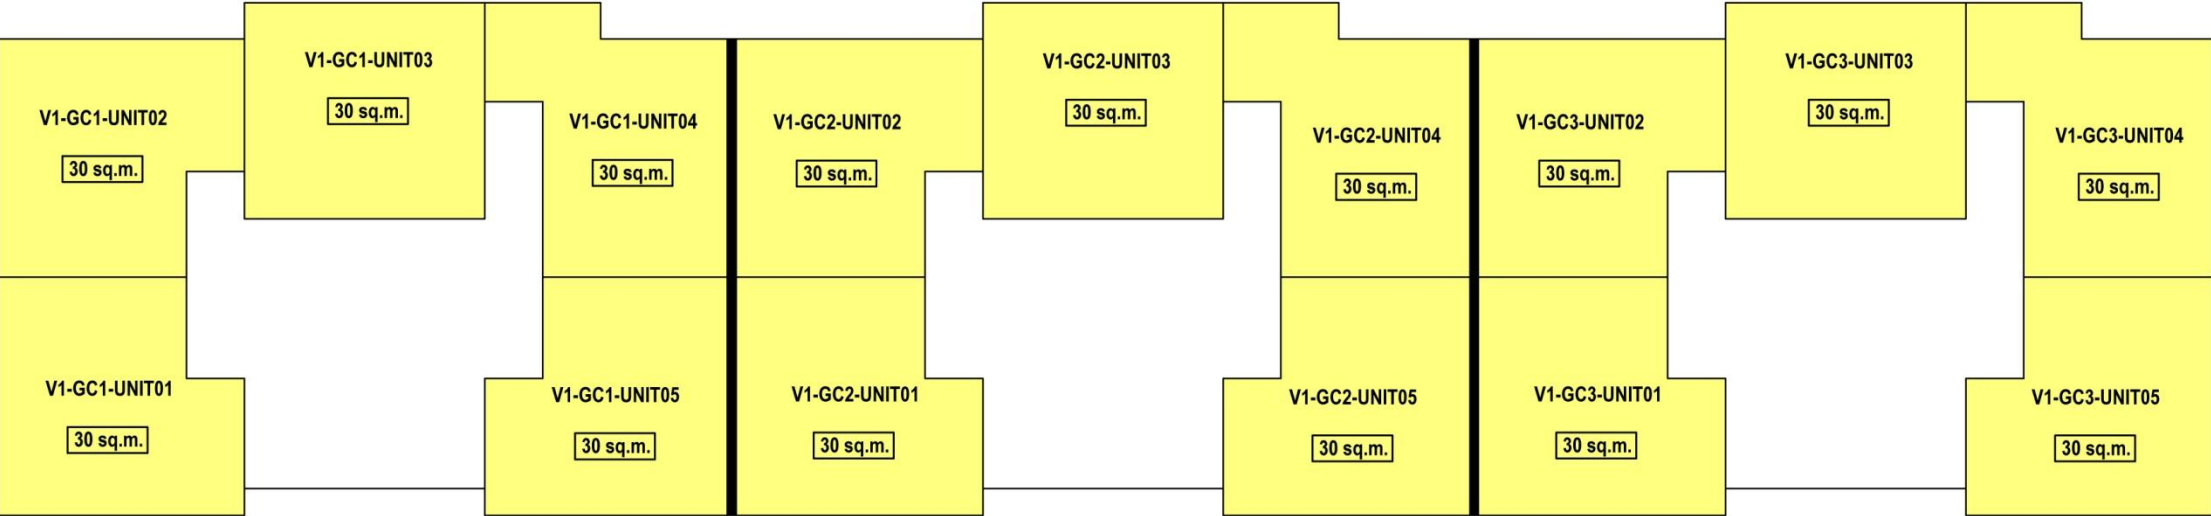 V1-GC1-UNIT03
30 sq.m.
V1-GC1-UNIT02
30 sq.m.
V1-GC1-UNIT04
30 sq.m.
V1-GC1-UNIT01
30 sq.m.
V1-GC1-UNIT05
30 sq.m.
V1-GC2-UNIT03
30 sq.m.
V1-GC2-UNIT02
30 sq.m.
V1-GC2-UNIT04
30 sq.m.
V1-GC2-UNIT01
30 sq.m.
V1-GC2-UNIT05
30 sq.m.
V1-GC3-UNIT03
30 sq.m.
V1-GC3-UNIT02
30 sq.m.
V1-GC3-UNIT04
30 sq.m.
V1-GC3-UNIT01
30 sq.m.
V1-GC3-UNIT05
30 sq.m.